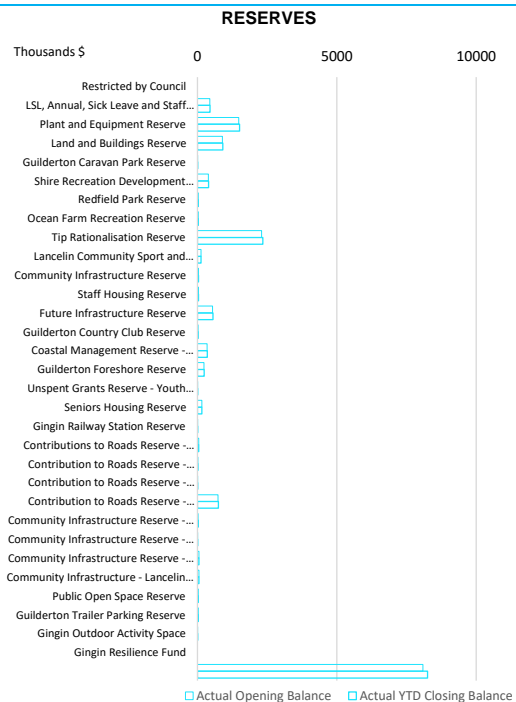 RESERVES
Thousands $
0 5000 10000
Restricted by Council
LSL, Annual, Sick Leave and Staff...
Plant and Equipment Reserve
Land and Buildings Reserve
Guilderton Caravan Park Reserve
Shire Recreation Development...
Redfield Park Reserve
Ocean Farm Recreation Reserve
Tip Rationalisation Reserve
Lancelin Community Sport and...
Community Infrastructure Reserve
Staff Housing Reserve
Future Infrastructure Reserve
Guilderton Country Club Reserve
Coastal Management Reserve -...
Guilderton Foreshore Reserve
Unspent Grants Reserve - Youth...
Seniors Housing Reserve
Gingin Railway Station Reserve
Contributions to Roads Reserve -...
Contribution to Roads Reserve -...
Contribution to Roads Reserve -...
Contribution to Roads Reserve -...
Community Infrastructure Reserve -...
Community Infrastructure Reserve -...
Community Infrastructure Reserve -...
Community Infrastructure - Lancelin...
Public Open Space Reserve
Guilderton Trailer Parking Reserve
Gingin Outdoor Activity Space
Gingin Resilience Fund
Actual Opening Balance Actual YTD Closing Balance